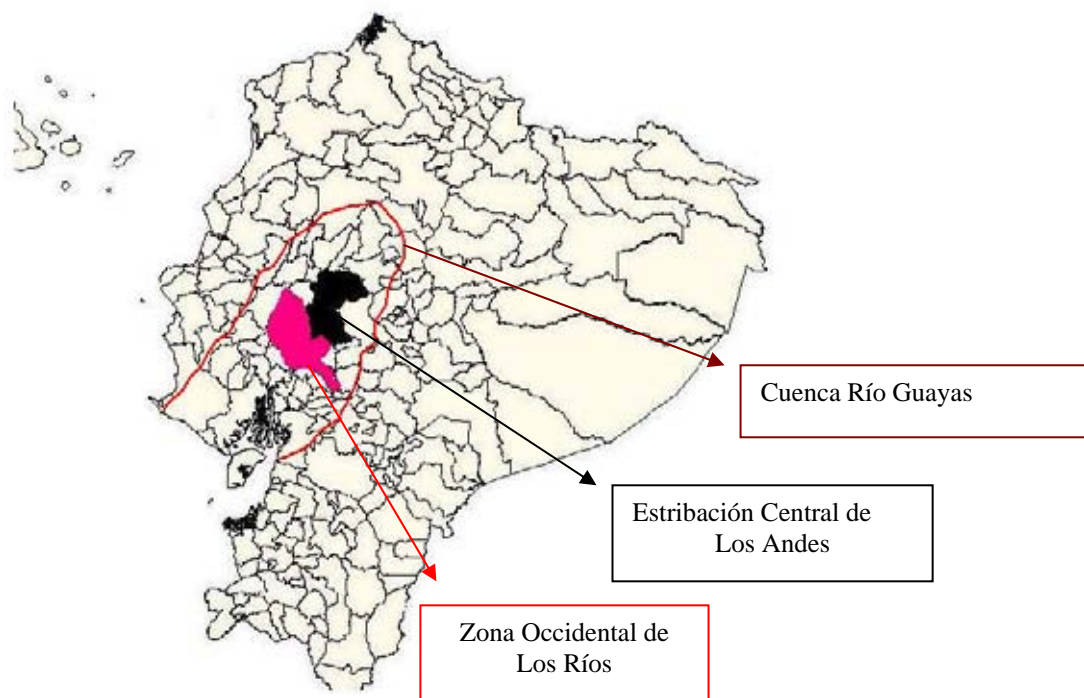 Cuenca Río Guayas
Estribación Central de
Los Andes
Zona Occidental de
Los Ríos